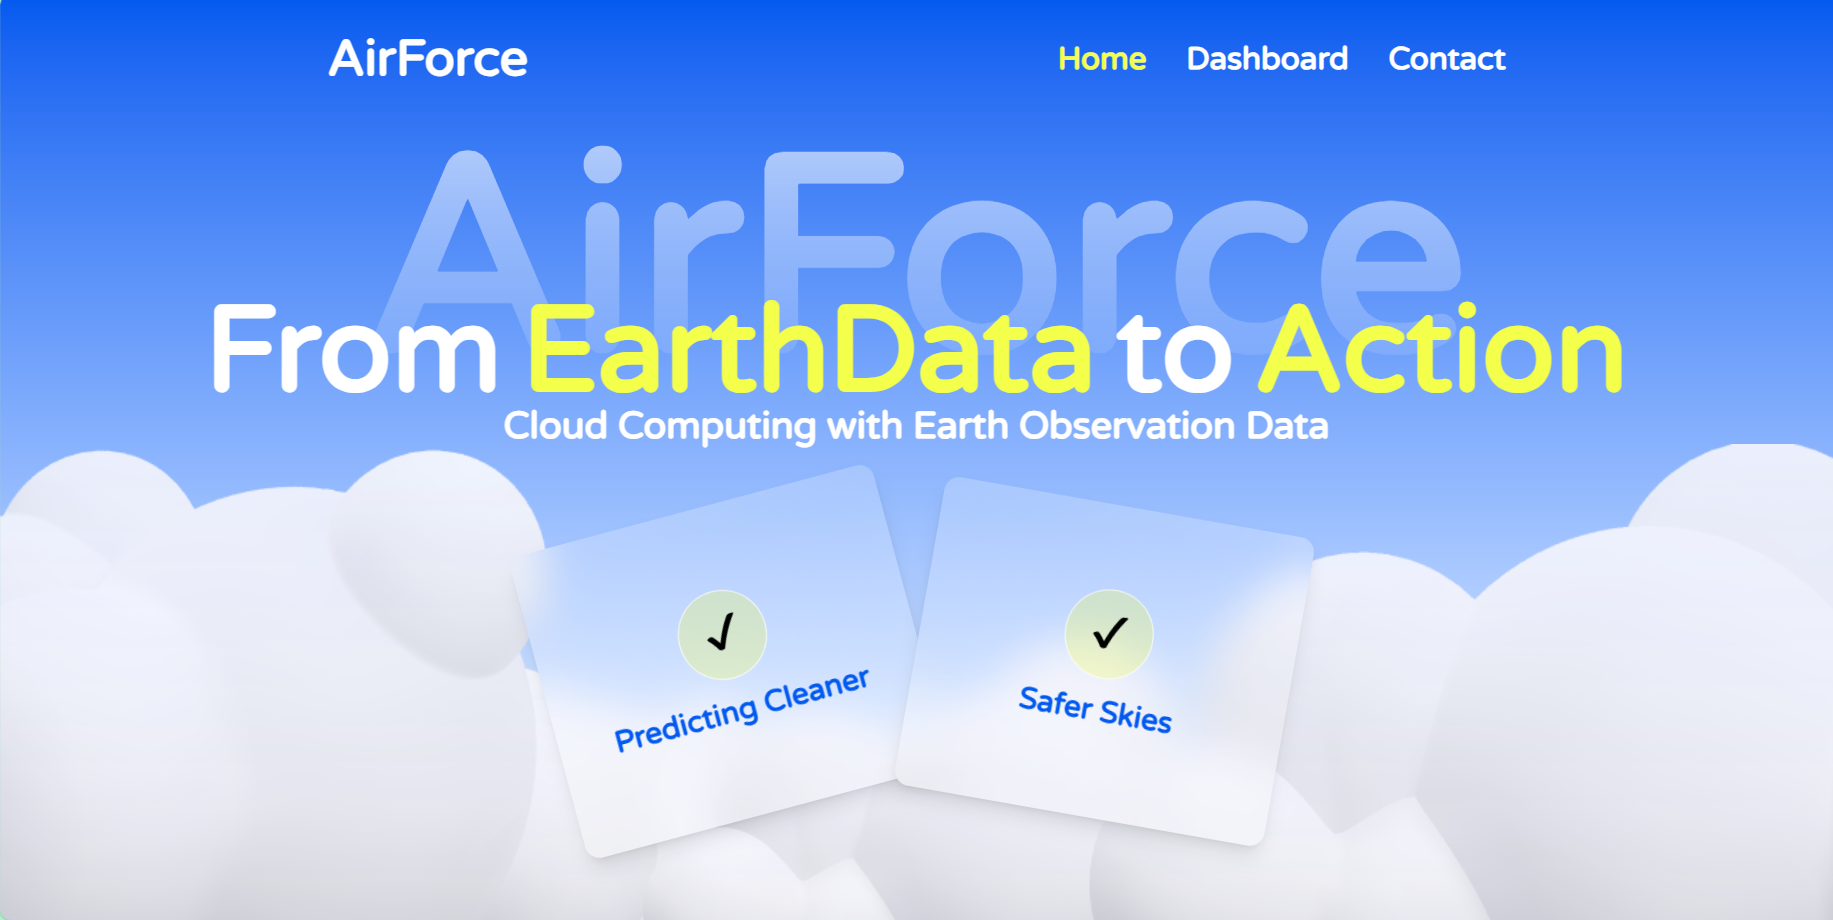 AirForce
Home Dashboard Contact
AirForce
From EarthData to Action
Cloud Computing with Earth Observation Data
✓
Predicting Cleaner
✓
Safer Skies